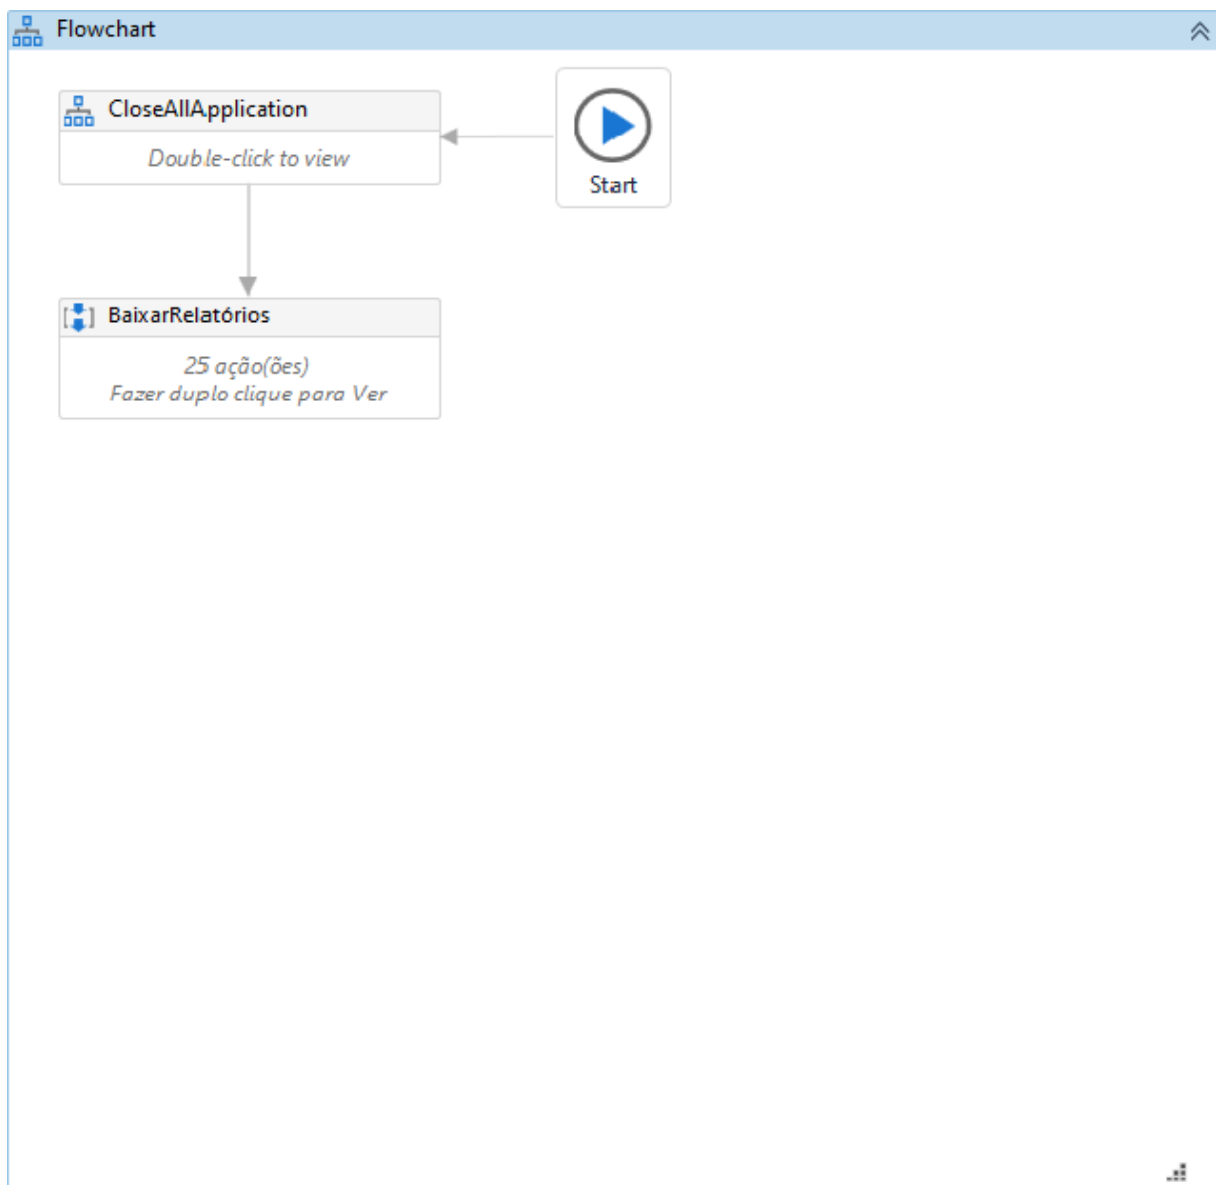 Flowchart
CloseAllApplication
Double-click to view
Start
BaixarRelatórios
25 ação(ões)
Fazer duplo clique para Ver